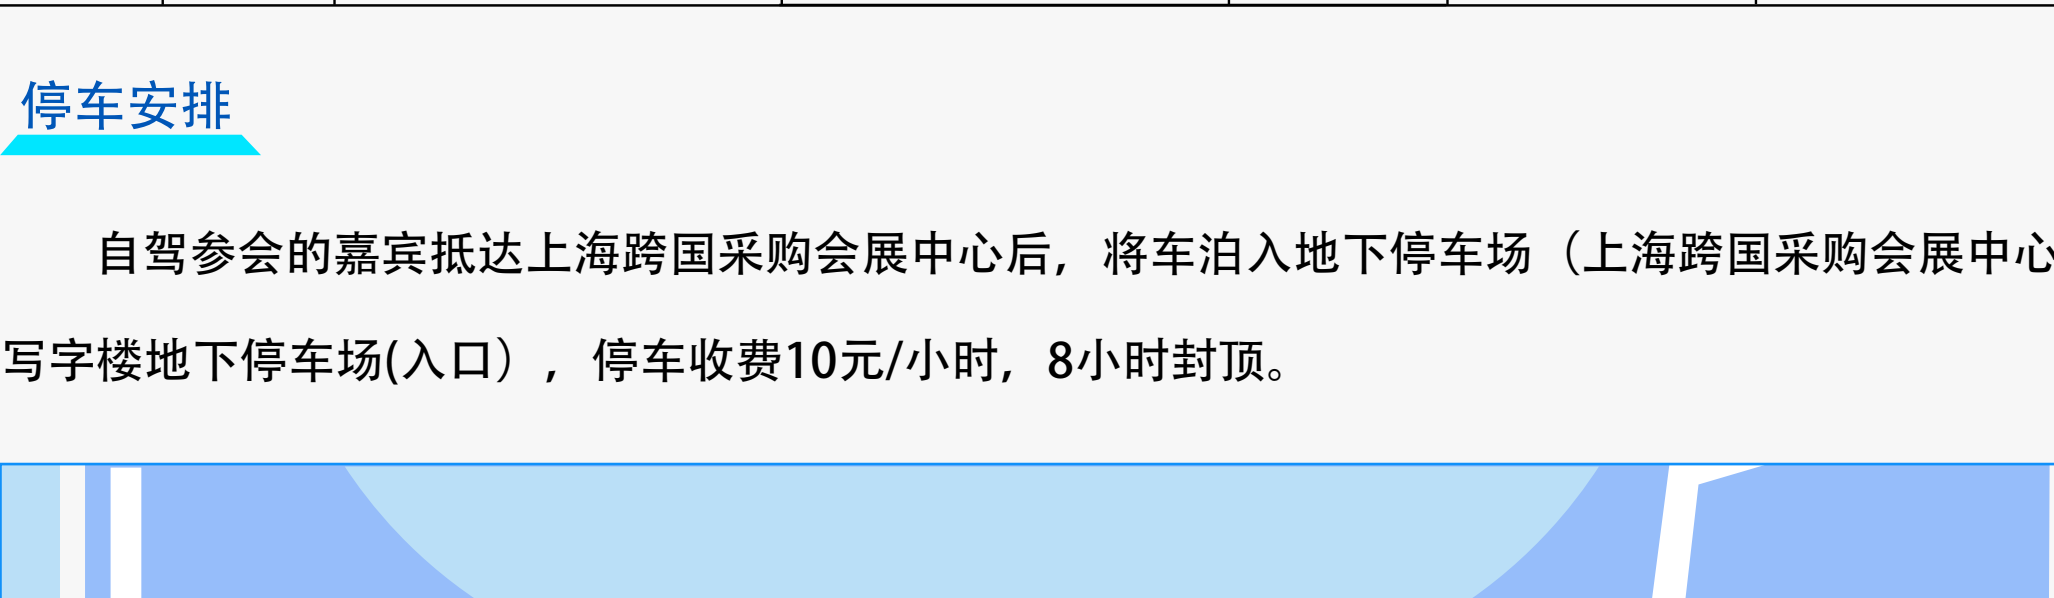 停车安排
自驾参会的嘉宾抵达上海跨国采购会展中心后，将车泊入地下停车场（上海跨国采购会展中心
写字楼地下停车场(入口），停车收费10元/小时，8小时封顶。